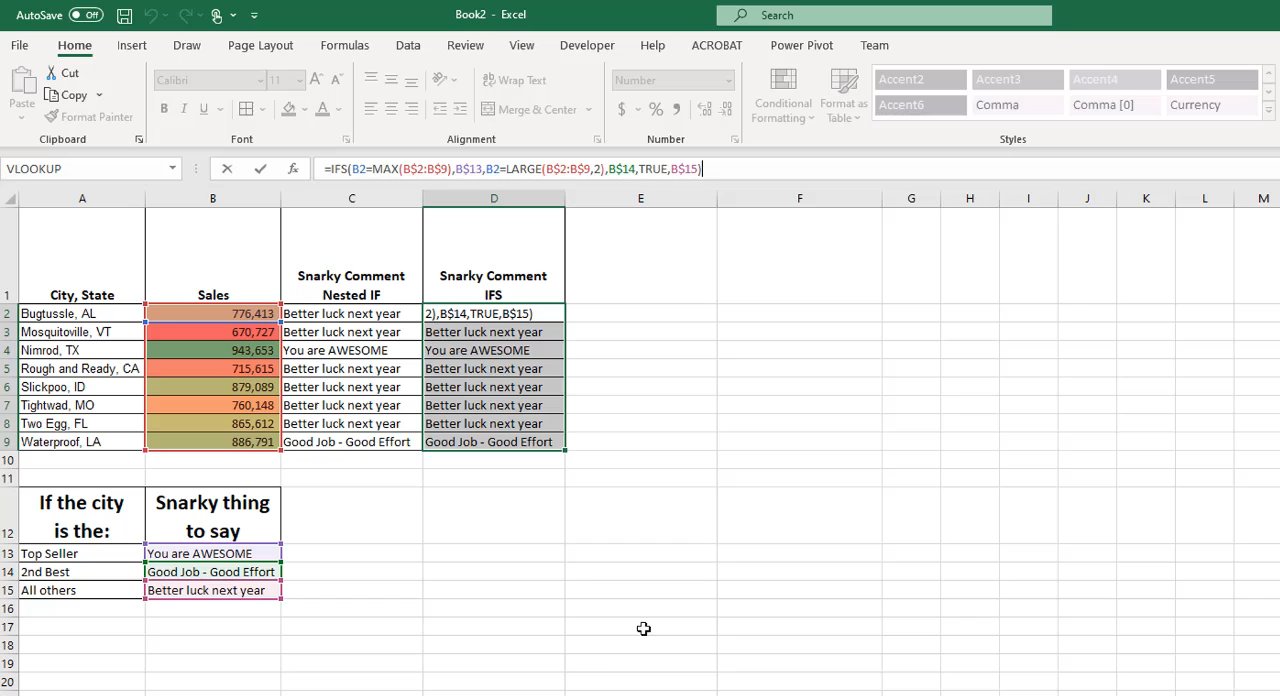 AutoSave Off Book2 - Excel Search
File Home Insert Draw Page Layout Formulas Data Review View Developer Help ACROBAT Power Pivot Team
Paste Cut Copy Format Painter
Clipboard
Calibri 11 A A
B I U A
Font
Wrap Text
Merge & Center
Alignment
Number
$ % 9
Number
Conditional Formatting
Format as Table
Accent2 Accent3 Accent4 Accent5
Accent6 Comma Comma [0] Currency
Styles
VLOOKUP fx =IFS(B2=MAX(B$2:B$9),B$13,B2=LARGE(B$2:B$9,2),B$14,TRUE,B$15)
A B C D E F G H I J K L M
1 City, State Sales Snarky Comment Nested IF Snarky Comment IFS
2 Bugtussle, AL 776,413 Better luck next year 2),B$14,TRUE,B$15)
3 Mosquitoville, VT 670,727 Better luck next year Better luck next year
4 Nimrod, TX 943,653 You are AWESOME You are AWESOME
5 Rough and Ready, CA 715,615 Better luck next year Better luck next year
6 Slickpoo, ID 879,089 Better luck next year Better luck next year
7 Tightwad, MO 760,148 Better luck next year Better luck next year
8 Two Egg, FL 865,612 Better luck next year Better luck next year
9 Waterproof, LA 886,791 Good Job - Good Effort Good Job - Good Effort
10
11
12 If the city is the: Snarky thing to say
13 Top Seller You are AWESOME
14 2nd Best Good Job - Good Effort
15 All others Better luck next year
16
17
18
19
20